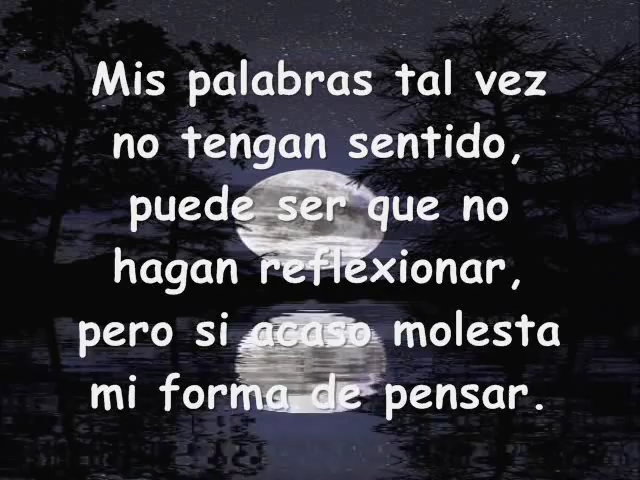 Mis palabras tal vez
no tengan sentido,
puede ser que no
hagan reflexionar,
pero si acaso molesta
mi forma de pensar.